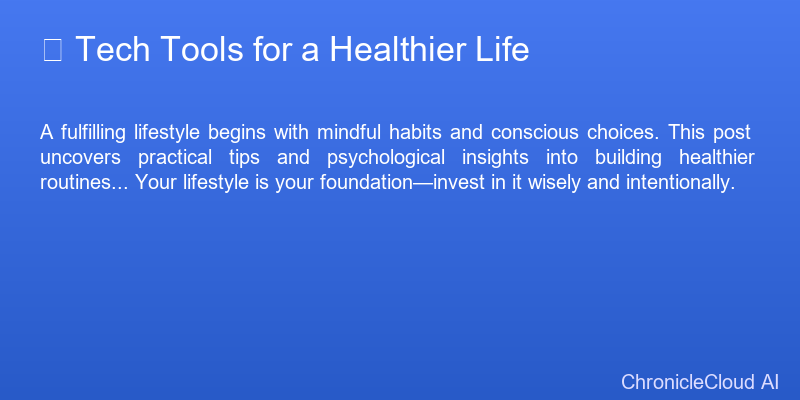 Tech Tools for a Healthier Life
A fulfilling lifestyle begins with mindful habits and conscious choices. This post
uncovers practical tips and psychological insights into building healthier
routines... Your lifestyle is your foundation—invest in it wisely and intentionally.
ChronicleCloud AI